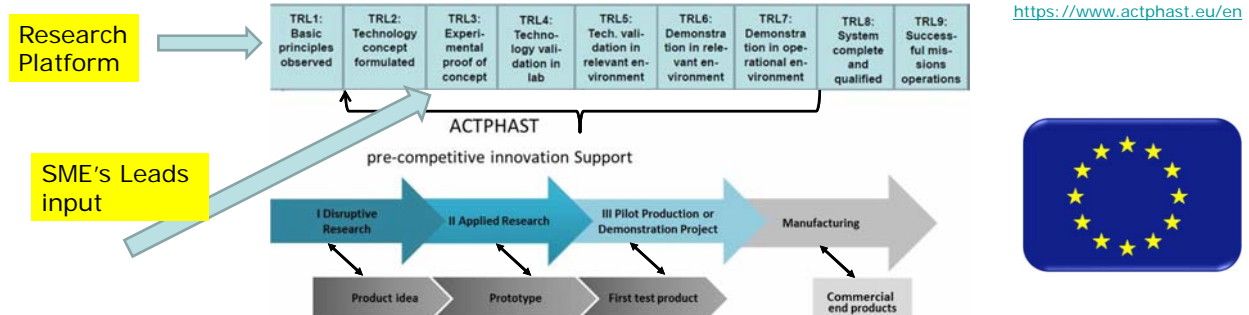 https://www.actphast.eu/en
Research
Platform
TRL1:
Basic
principles
observed
TRL2:
Technology
concept
formulated
TRL3:
Experi-
mental
proof of
concept
TRL4:
Techno-
logy vali-
dation in
lab
TRL5:
Tech. vali-
dation in
relevant en-
vironment
TRL6:
Demonstra
tion in rele-
vant en-
vironment
TRL7:
Demonstra
tion in ope-
rational en-
vironment
TRL8:
System
complete
and
qualified
TRL9:
Success-
ful mis-
sions
operations
ACTPHAST
pre-competitive innovation Support
SME's Leads
input
I Disruptive
Research
II Applied Research
III Pilot Production or
Demonstration Project
Manufacturing
Product idea
Prototype
First test product
Commercial
end products